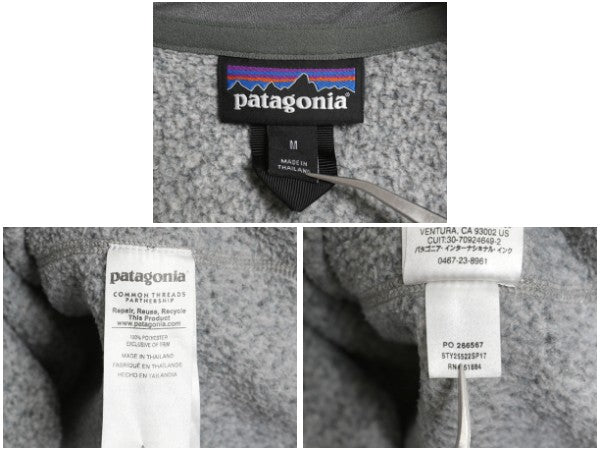 patagonia®
M
MADE IN
THAILAND
patagonia®
COMMON THREADS
PARTNERSHIP
Repair, Reuse, Recycle
This Product
www.patagonia.com
100% POLYESTER
EXCLUSIVE OF TRIM
MADE IN THAILAND
FABRIQUÉ EN THAÏLANDE
HECHO EN TAILANDIA
VENTURA, CA 93002 US
CUIT:30-70924649-2
パタゴニア・インターナショナル・インク
0467-23-8961
PO 266567
STY25522SP17
RN# 51884